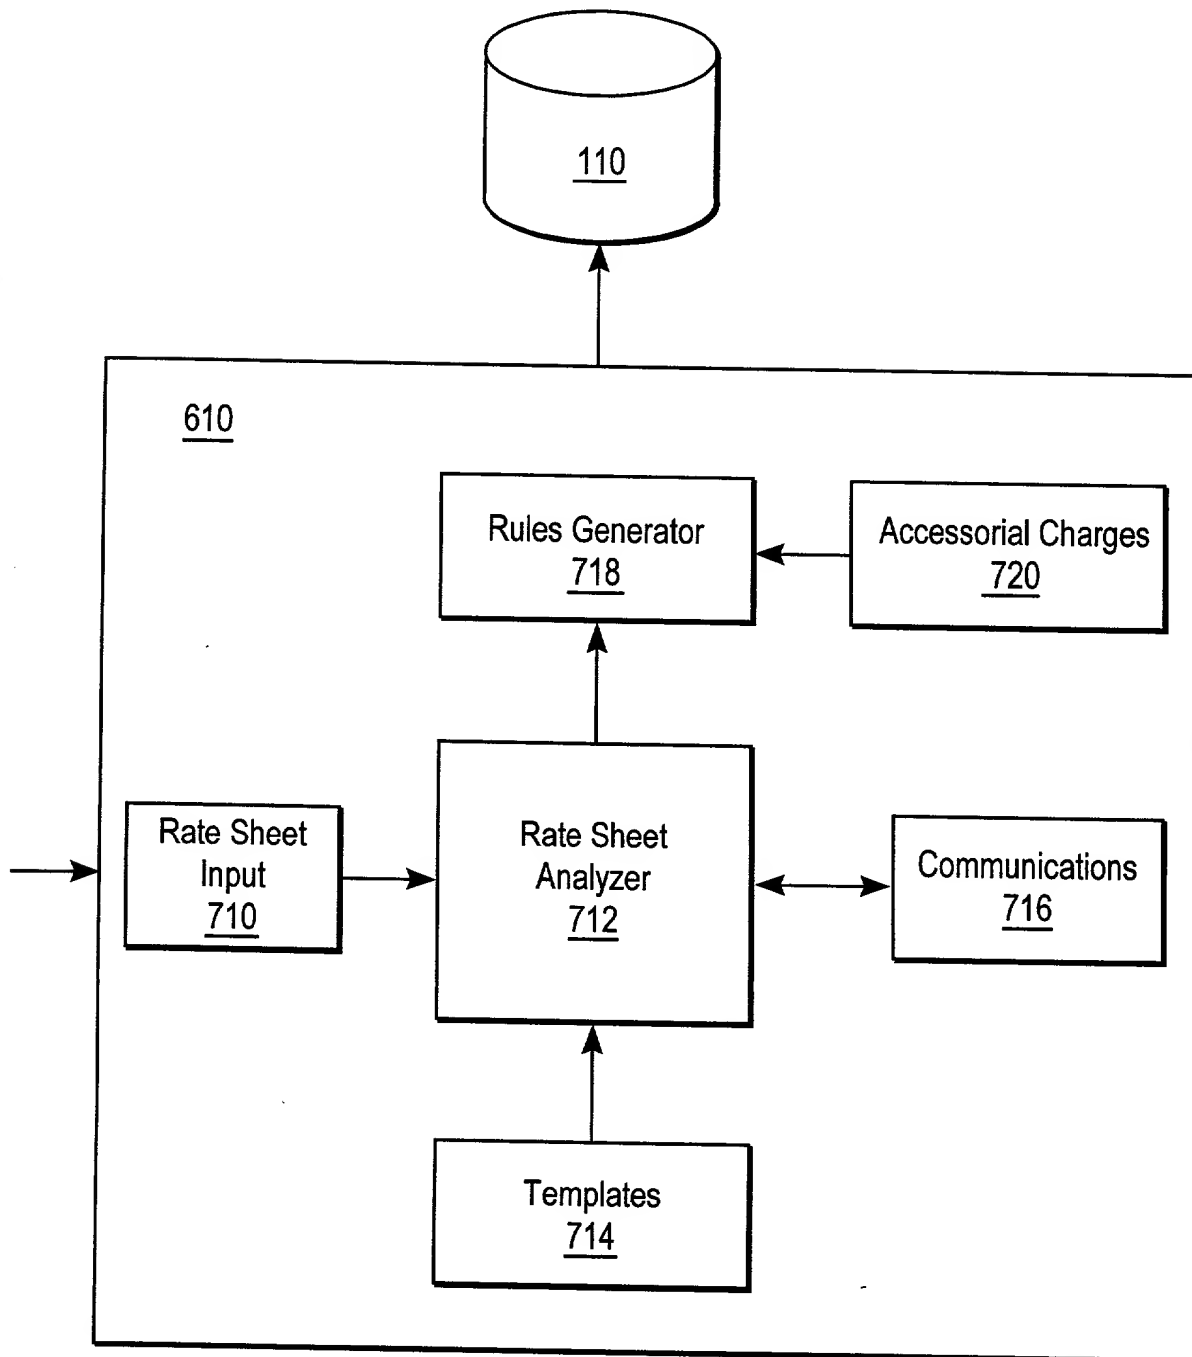 110
610
Rules Generator
718
Accessorial Charges
720
Rate Sheet
Input
710
Rate Sheet
Analyzer
712
Communications
716
Templates
714